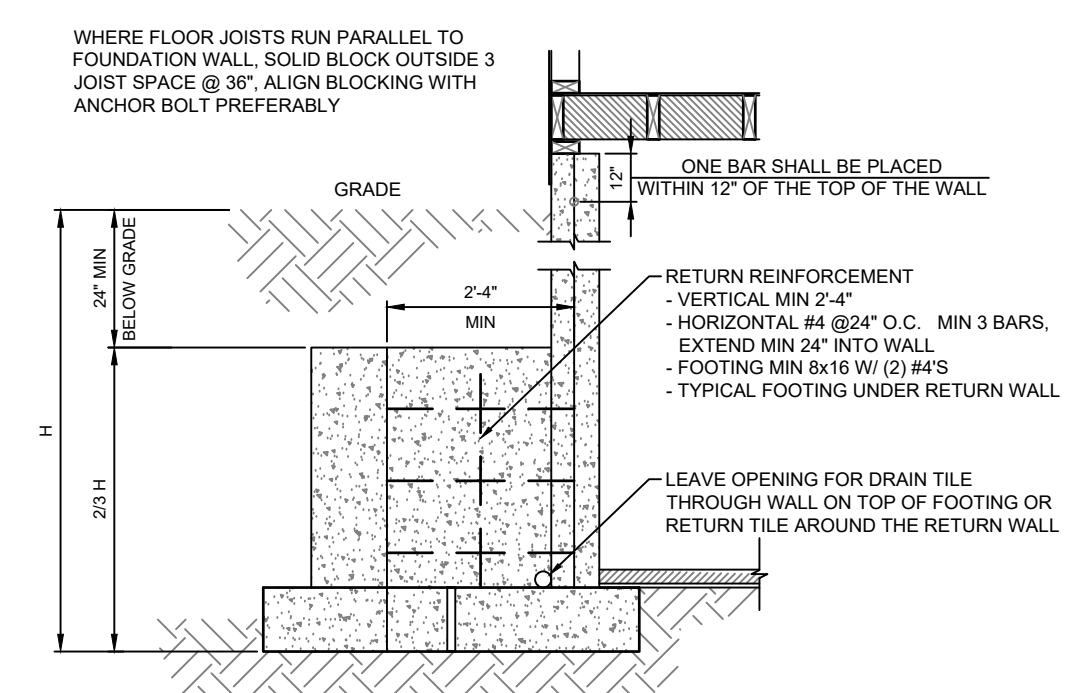 WHERE FLOOR JOISTS RUN PARALLEL TO
FOUNDATION WALL, SOLID BLOCK OUTSIDE 3
JOIST SPACE @ 36", ALIGN BLOCKING WITH
ANCHOR BOLT PREFERABLY
GRADE
12"
ONE BAR SHALL BE PLACED
WITHIN 12" OF THE TOP OF THE WALL
24" MIN
BELOW GRADE
2'-4"
MIN
RETURN REINFORCEMENT
- VERTICAL MIN 2'-4"
- HORIZONTAL #4 @24" O.C. MIN 3 BARS,
EXTEND MIN 24" INTO WALL
- FOOTING MIN 8x16 W/ (2) #4'S
- TYPICAL FOOTING UNDER RETURN WALL
H
2/3 H
LEAVE OPENING FOR DRAIN TILE
THROUGH WALL ON TOP OF FOOTING OR
RETURN TILE AROUND THE RETURN WALL